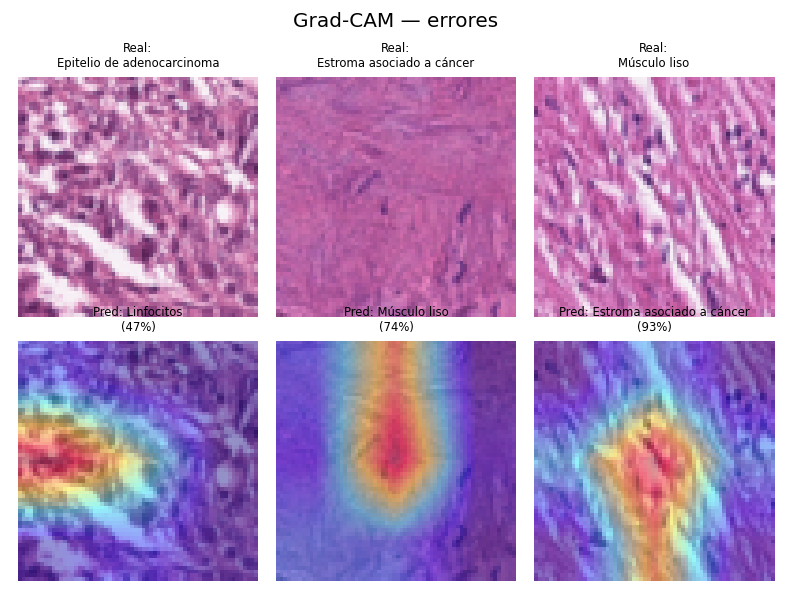 Grad-CAM — errores
Real:
Epitelio de adenocarcinoma
Real:
Estroma asociado a cáncer
Real:
Músculo liso
Pred: Linfocitos
(47%)
Pred: Músculo liso
(74%)
Pred: Estroma asociado a cáncer
(93%)